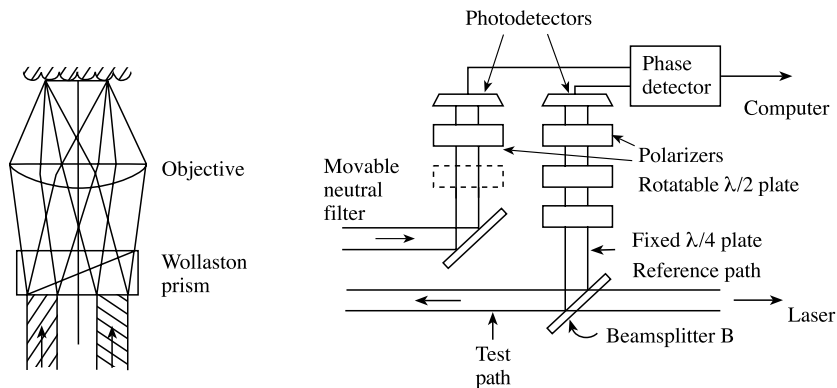 Photodetectors
Phase
detector
Computer
Objective
Movable
neutral
filter
Polarizers
Rotatable λ/2 plate
Wollaston
prism
Fixed λ/4 plate
Reference path
Laser
Beamsplitter B
Test
path